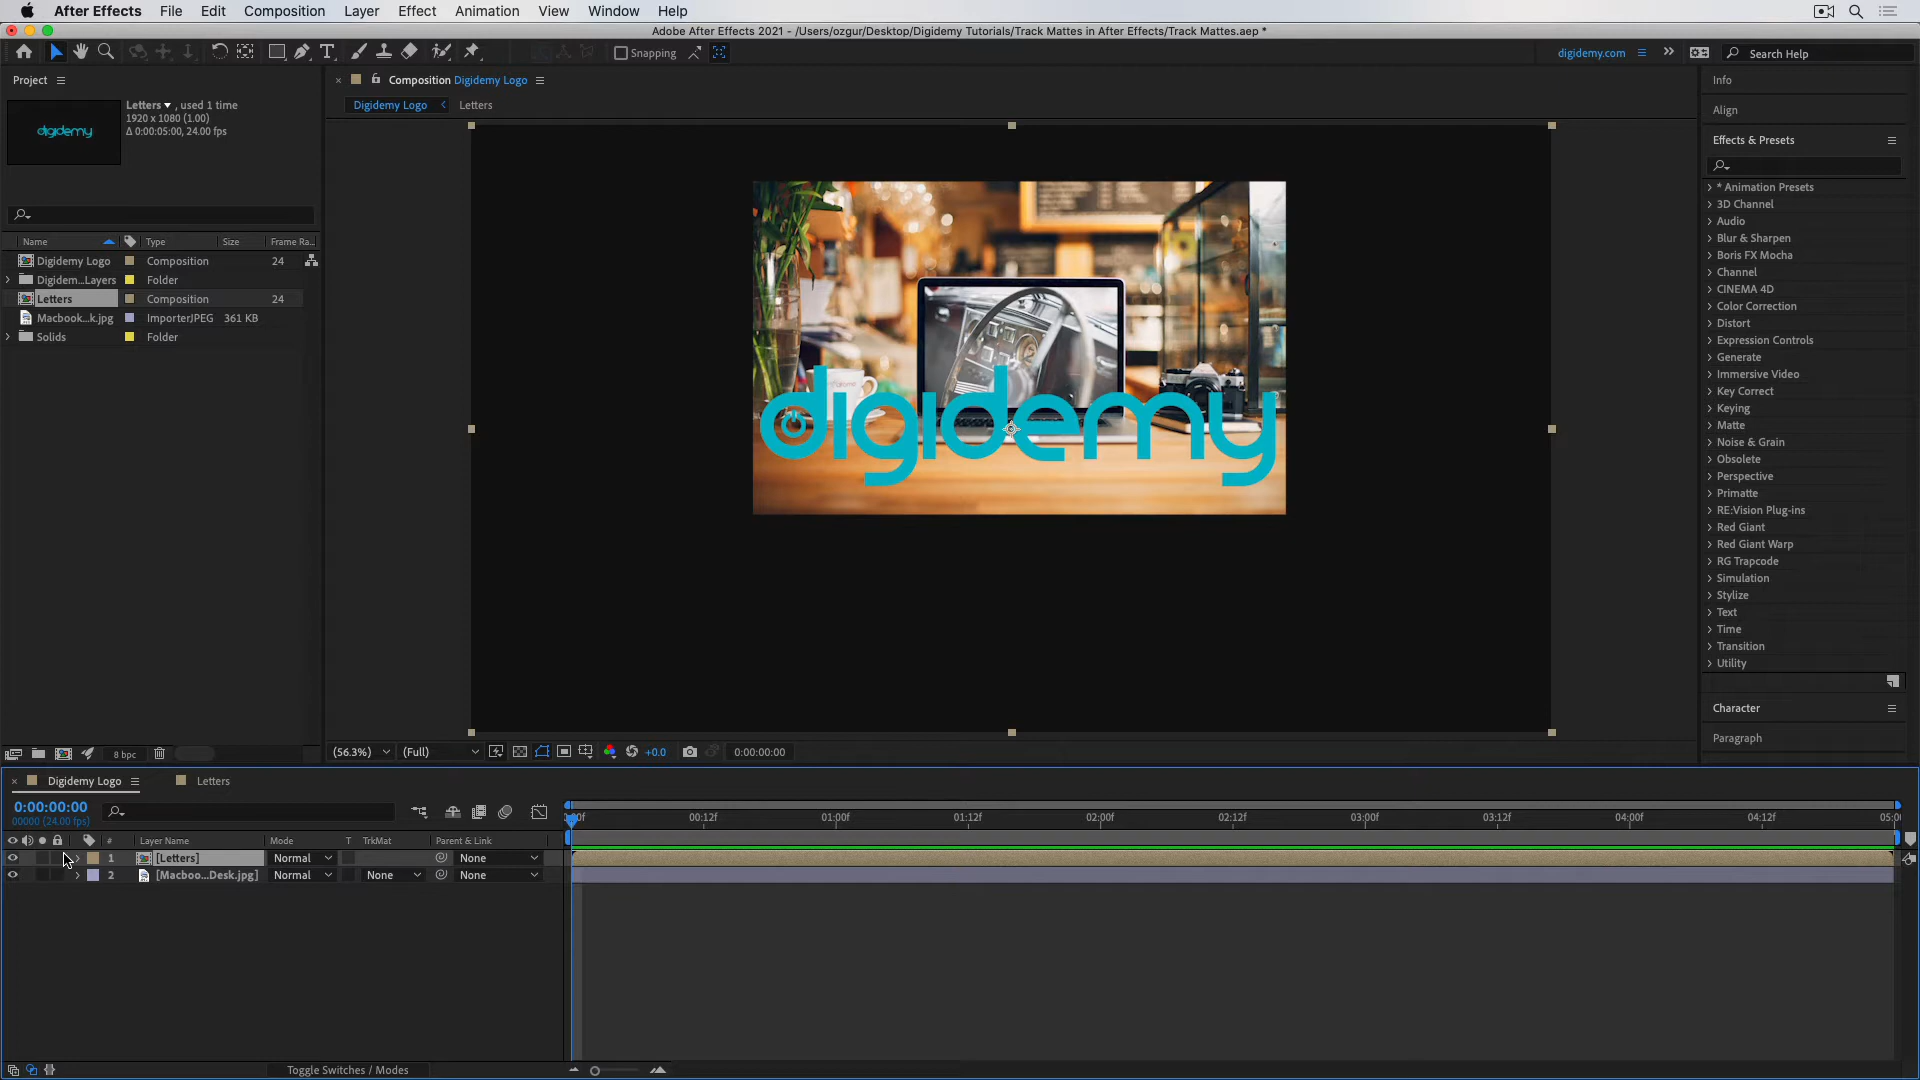 After Effects File Edit Composition Layer Effect Animation View Window Help
Adobe After Effects 2021 - /Users/ozgur/Desktop/Digidemy Tutorials/Track Mattes in After Effects/Track Mattes.aep *
Snapping
digidemy.com
Search Help
Project
Letters , used 1 time
1920 x 1080 (1.00)
Δ 0:00:05:00, 24.00 fps
digidemy
Name Type Size Frame Ra...
Digidemy Logo Composition 24
Digidem...Layers Folder
Letters Composition 24
Macbook...k.jpg ImporterJPEG 361 KB
Solids Folder
8 bpc
Composition Digidemy Logo
Digidemy Logo Letters
digidemy
(56.3%) (Full) +0.0 0:00:00:00
Info
Align
Effects & Presets
* Animation Presets
3D Channel
Audio
Blur & Sharpen
Boris FX Mocha
Channel
CINEMA 4D
Color Correction
Distort
Expression Controls
Generate
Immersive Video
Key Correct
Keying
Matte
Noise & Grain
Obsolete
Perspective
Primatte
RE:Vision Plug-ins
Red Giant
Red Giant Warp
RG Trapcode
Simulation
Stylize
Text
Time
Transition
Utility
Character
Paragraph
Digidemy Logo Letters
0:00:00:00
00000 (24.00 fps)
# Layer Name Mode T TrkMat Parent & Link
1 [Letters] Normal None
2 [Macboo...Desk.jpg] Normal None None
00:12f 01:00f 01:12f 02:00f 02:12f 03:00f 03:12f 04:00f 04:12f
Toggle Switches / Modes